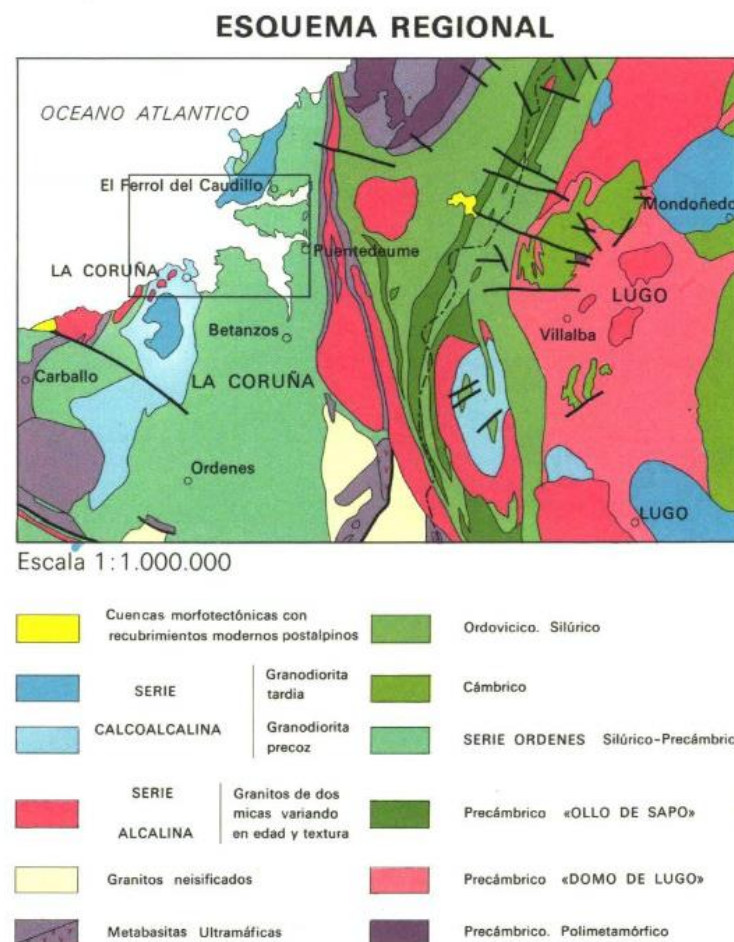 ESQUEMA REGIONAL
OCEANO ATLANTICO
El Ferrol del Caudillo
Mondoñedo
Puentedeume
LA CORUÑA
LUGO
Betanzos
Villalba
Carballo
LA CORUÑA
Ordenes
LUGO
Escala 1:1.000.000
Cuencas morfotectónicas con
recubrimientos modernos postalpinos
Ordovicico. Silúrico
SERIE
CALCOALCALINA
Granodiorita
tardia
Granodiorita
precoz
Cámbrico
SERIE ORDENES Silúrico-Precámbric
SERIE
ALCALINA
Granitos de dos
micas variando
en edad y textura
Precámbrico «OLLO DE SAPO»
Granitos neisificados
Precámbrico «DOMO DE LUGO»
Metabasitas Ultramáficas
Precámbrico. Polimetamórfico